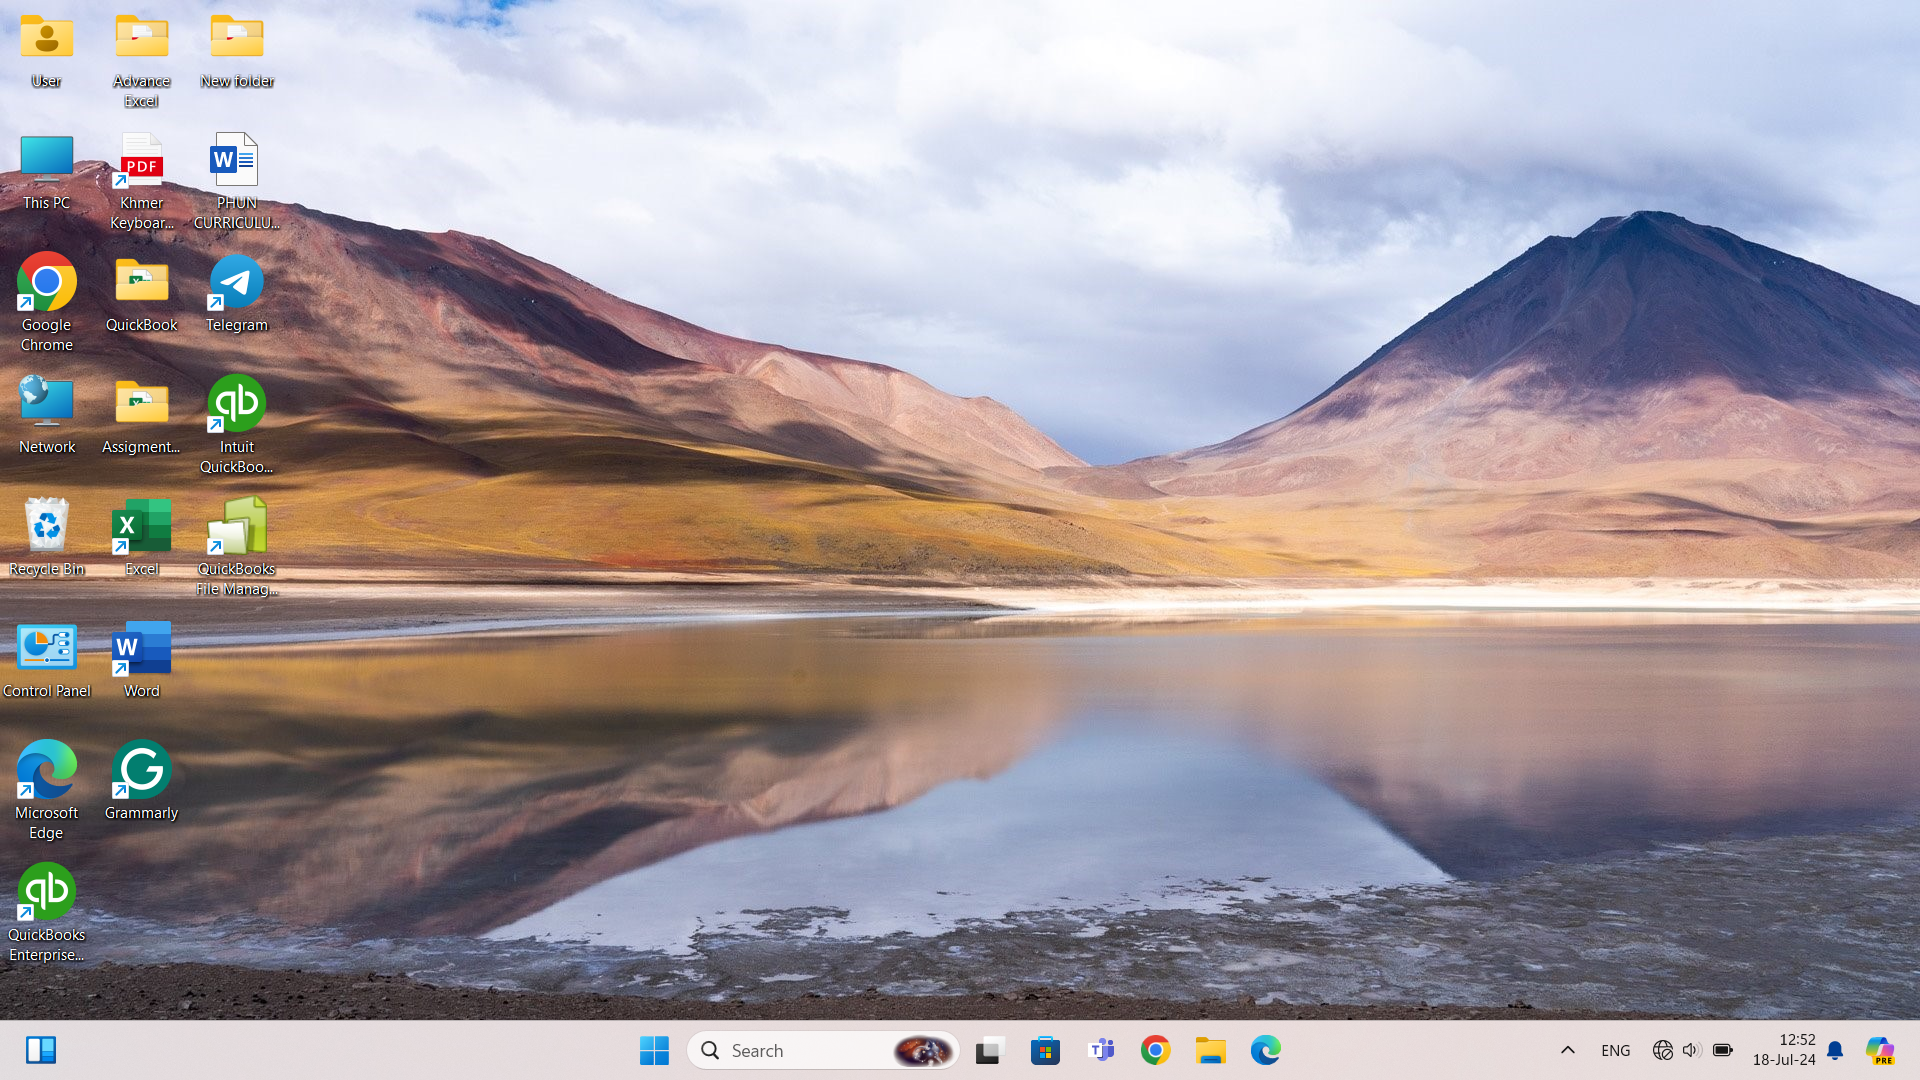 User
Advance
Excel
New folder
This PC
PDF
Khmer
Keyboar...
W
PHUN
CURRICULU...
Google
Chrome
QuickBook
Telegram
Network
Assigment...
qb
Intuit
QuickBoo...
Recycle Bin
X
Excel
QuickBooks
File Manag...
Control Panel
W
Word
Microsoft
Edge
G
Grammarly
qb
QuickBooks
Enterprise...
Search
T
ENG
12:52
18-Jul-24
PRE